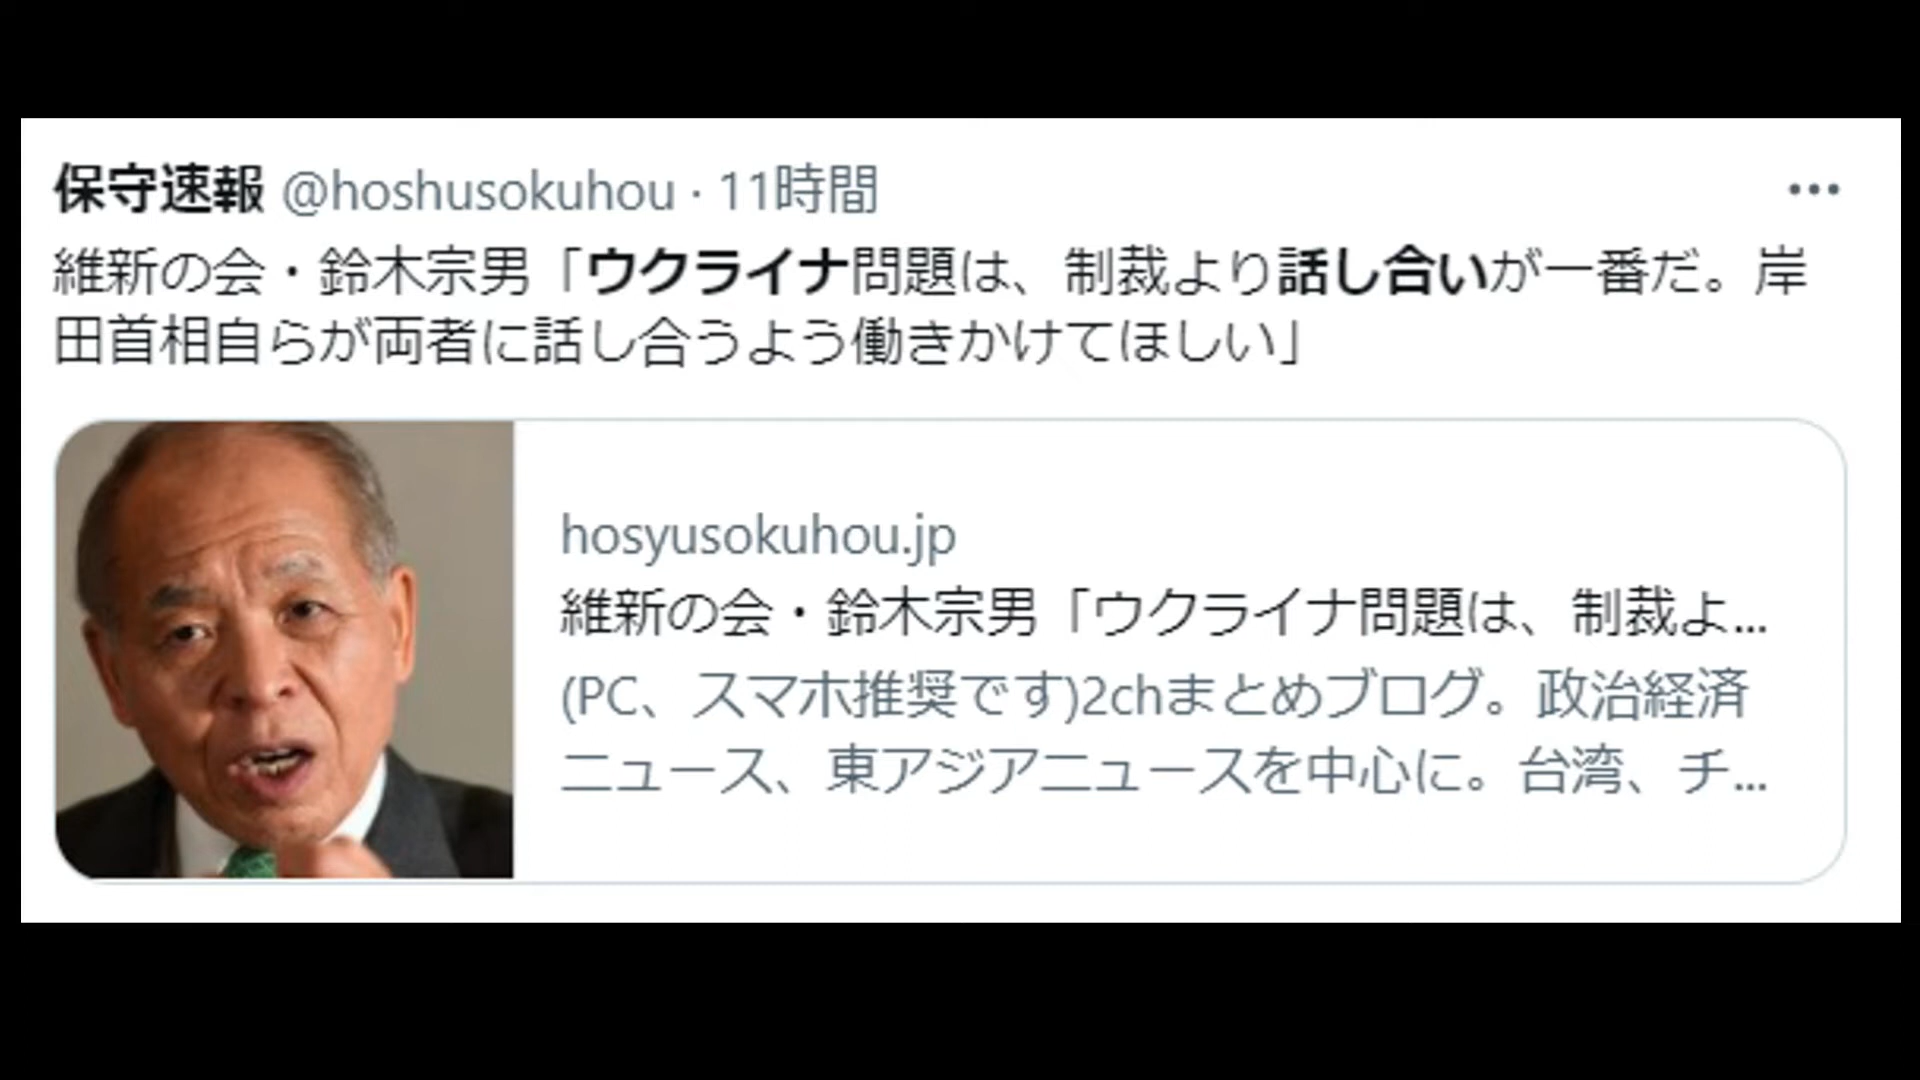 保守速報 @hoshusokuhou · 11時間
維新の会・鈴木宗男「ウクライナ問題は、制裁より話し合いが一番だ。岸
田首相自らが両者に話し合うよう働きかけてほしい」
hosyusokuhou.jp
維新の会・鈴木宗男「ウクライナ問題は、制裁よ...
(PC、スマホ推奨です)2chまとめブログ。政治経済
ニュース、東アジアニュースを中心に。台湾、チ...